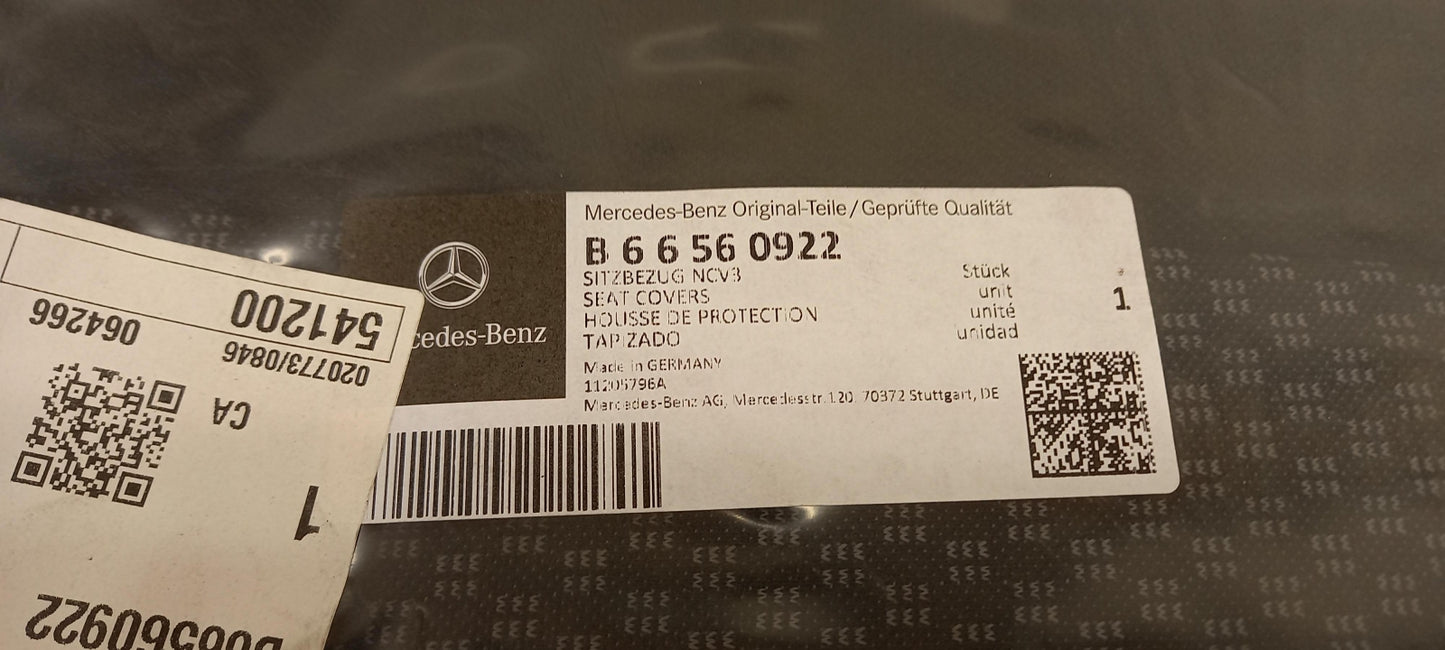 Mercedes-Benz Original-Teile/Geprüfte Qualität
B 6 6 56 0922
SITZBEZUG NCV3 Stück
SEAT COVERS unit 1
HOUSSE DE PROTECTION unité
TAPIZADO unidad
Made in GERMANY
11205796A
Mercedes-Benz AG, Mercedesstr.120, 70372 Stuttgart, DE
cedes-Benz
541200
020773/0846
064266
CA
1
B66560922